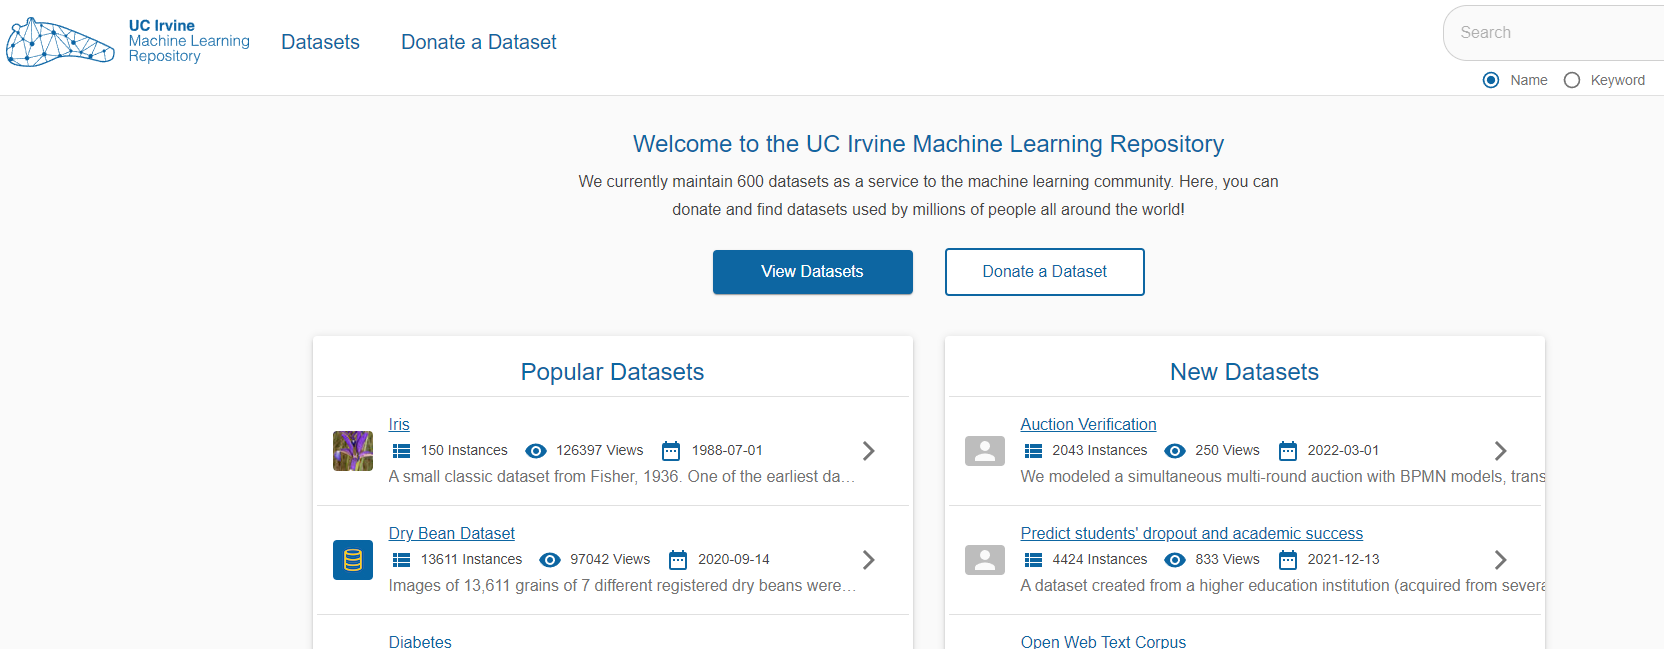 UC Irvine
Machine Learning
Repository
Datasets
Donate a Dataset
Search
Name
Keyword
Welcome to the UC Irvine Machine Learning Repository
We currently maintain 600 datasets as a service to the machine learning community. Here, you can
donate and find datasets used by millions of people all around the world!
View Datasets
Donate a Dataset
Popular Datasets
Iris
150 Instances 126397 Views 1988-07-01
A small classic dataset from Fisher, 1936. One of the earliest da…
Dry Bean Dataset
13611 Instances 97042 Views 2020-09-14
Images of 13,611 grains of 7 different registered dry beans were…
Diabetes
New Datasets
Auction Verification
2043 Instances 250 Views 2022-03-01
We modeled a simultaneous multi-round auction with BPMN models, trans
Predict students' dropout and academic success
4424 Instances 833 Views 2021-12-13
A dataset created from a higher education institution (acquired from severa
Open Web Text Corpus